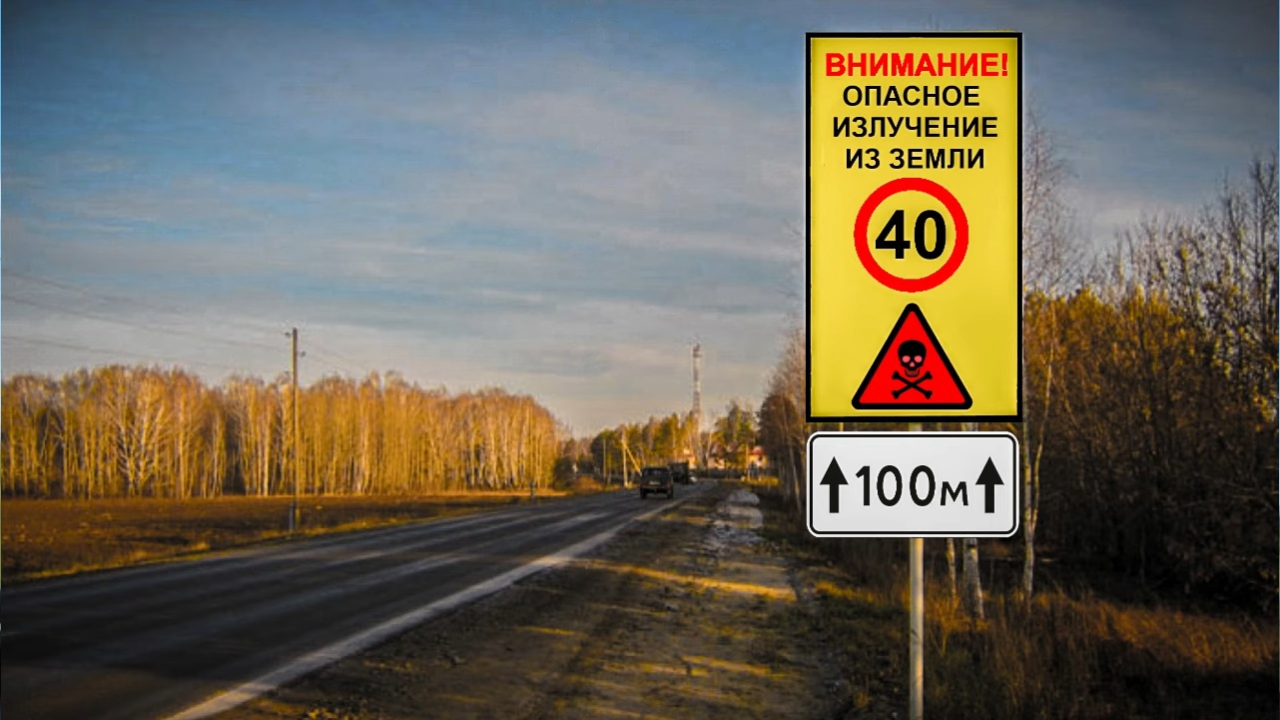 ВНИМАНИЕ!
ОПАСНОЕ
ИЗЛУЧЕНИЕ
ИЗ ЗЕМЛИ
40
100м